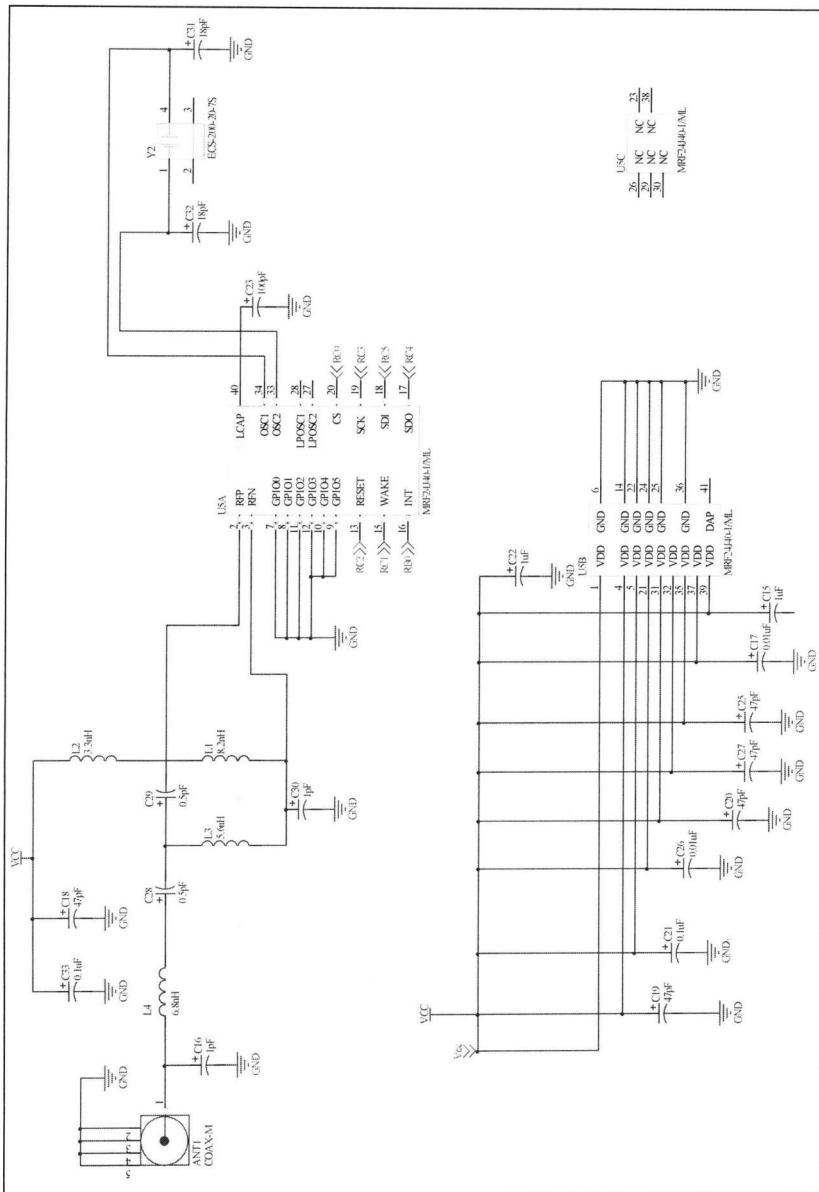 VCC
C33
0.1uF
GND
C18
47pF
GND
L2
3.3nH
L1
8.2nH
C29
0.5pF
L3
5.6nH
C30
1pF
GND
C28
0.5pF
L4
6.8nH
C16
1pF
GND
GND
1
2
3
4
5
ANT1
COAX-M
U5A
2 RFP
3 RFN
7 GPIO0
8 GPIO1
11 GPIO2
12 GPIO3
10 GPIO4
9 GPIO5
GND
RC2 13 RESET
RC1 15 WAKE
RB0 16 INT
LCAP 40
OSC1 34
OSC2 33
LPOSC1 28
LPOSC2 27
CS 20 RC0
SCK 19 RC3
SDI 18 RC5
SDO 17 RC4
MRF24J40-I/ML
C23
100pF
GND
C32
18pF
GND
Y2
1
4
2
3
ECS-200-20-7S
C31
18pF
GND
VCC
C19
47pF
GND
C21
0.1uF
GND
C26
0.01uF
GND
C20
47pF
GND
C27
47pF
GND
C25
47pF
GND
C17
0.01uF
GND
C15
1uF
C22
1uF
GND
U5B
1 VDD GND 6
4 VDD GND 14
5 VDD GND 22
21 VDD GND 24
31 VDD GND 25
32 VDD
35 VDD GND 36
37 VDD
39 VDD DAP 41
MRF24J40-I/ML
GND
U5C
26 NC NC 23
29 NC NC 38
30 NC
MRF24J40-I/ML